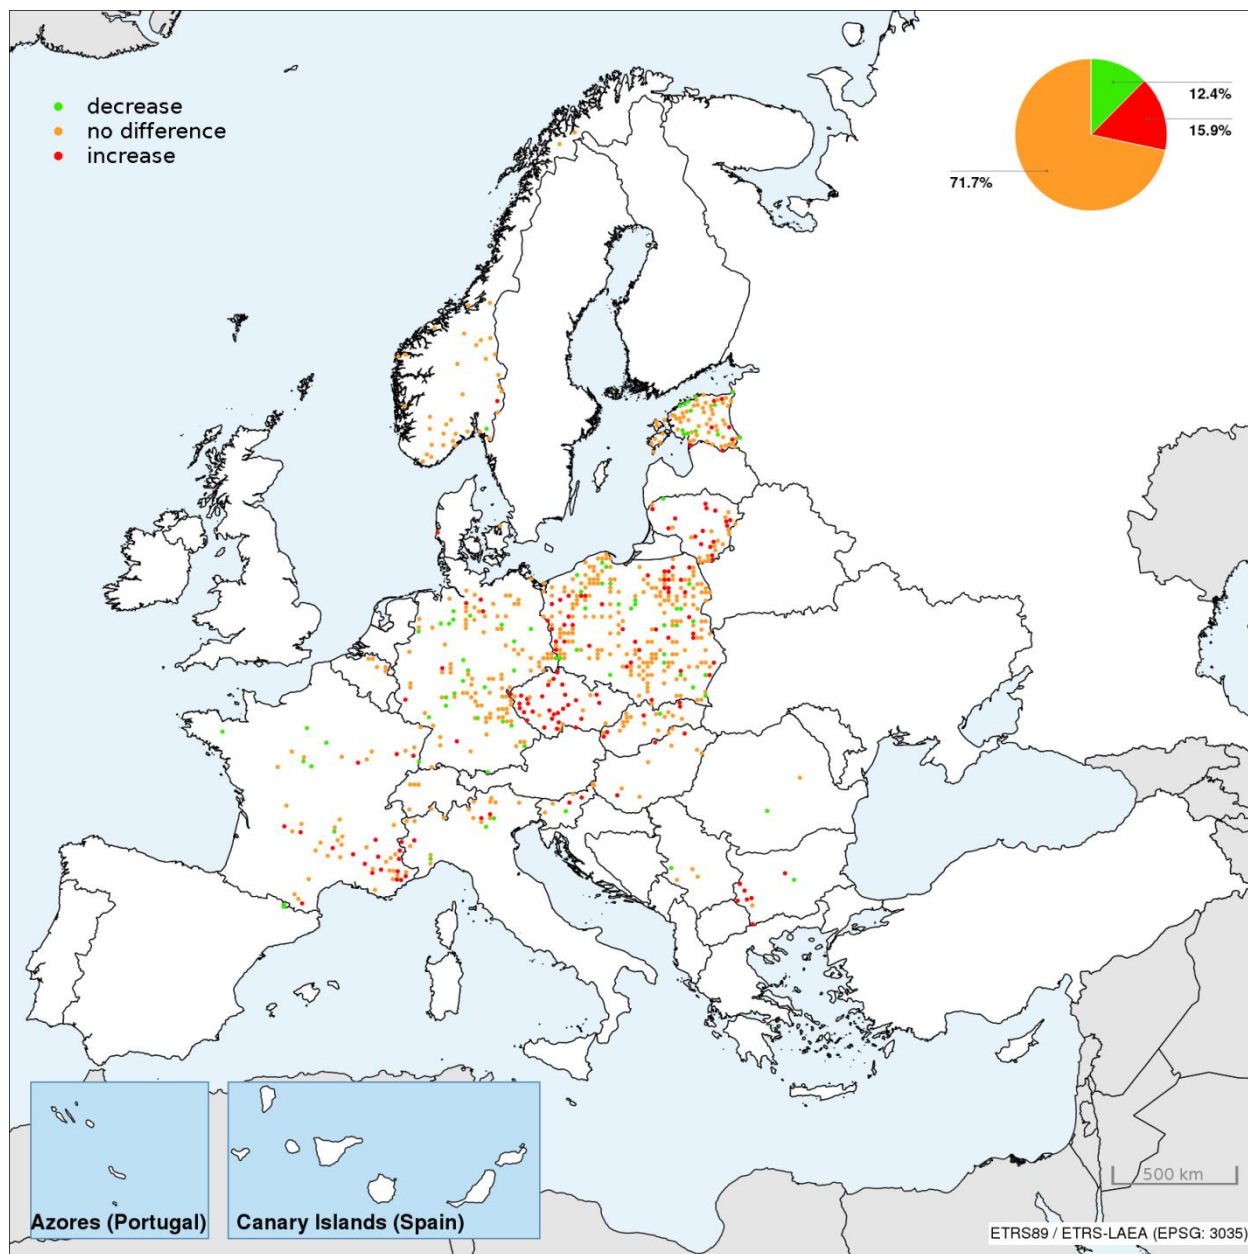 decrease
no difference
increase
12.4%
15.9%
71.7%
500 km
Azores (Portugal)
Canary Islands (Spain)
ETRS89 / ETRS-LAEA (EPSG: 3035)